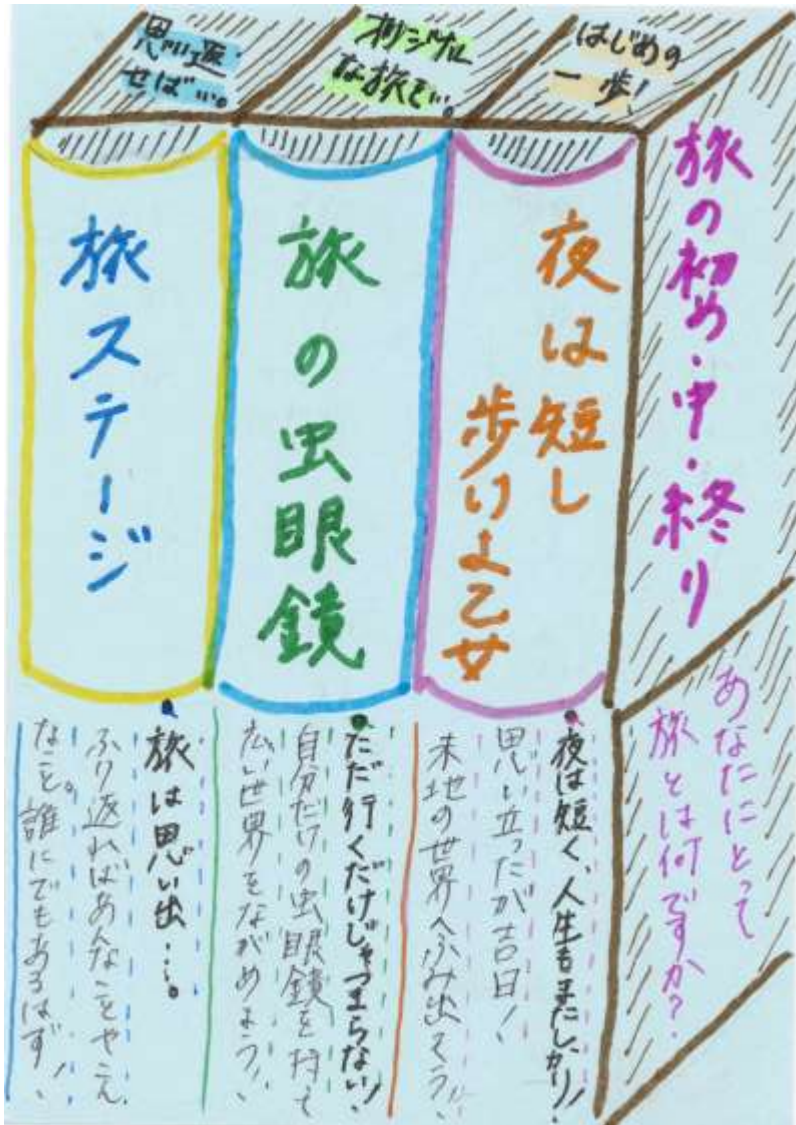 旅の初め・中・終り
あなたにとって
旅とは何ですか?
はじめの
一歩!
夜は短し
歩けよ乙女
夜は短く、人生もまたしかり!
思い立ったが吉日!
未地の世界へふみ出そう!!
オリジナル
な旅を…。
旅の虫眼鏡
ただ行くだけじゃつまらない!
自分だけの虫眼鏡を持って
広い世界をながめよう!
思い返
せば…。
旅ステージ
旅は思い出…。
ふり返ればあんなことやこん
なこと。誰にでもあるはず!